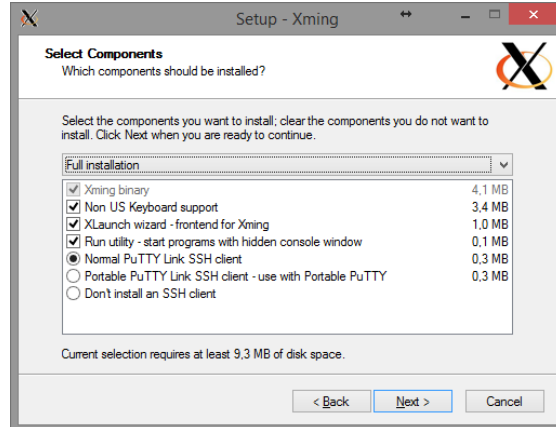 Setup - Xming
Select Components
Which components should be installed?
Select the components you want to install; clear the components you do not want to
install. Click Next when you are ready to continue.
Full installation
Xming binary 4,1 MB
Non US Keyboard support 3,4 MB
XLaunch wizard - frontend for Xming 1,0 MB
Run utility - start programs with hidden console window 0,1 MB
Normal PuTTY Link SSH client 0,3 MB
Portable PuTTY Link SSH client - use with Portable PuTTY 0,3 MB
Don't install an SSH client
Current selection requires at least 9,3 MB of disk space.
< Back Next > Cancel